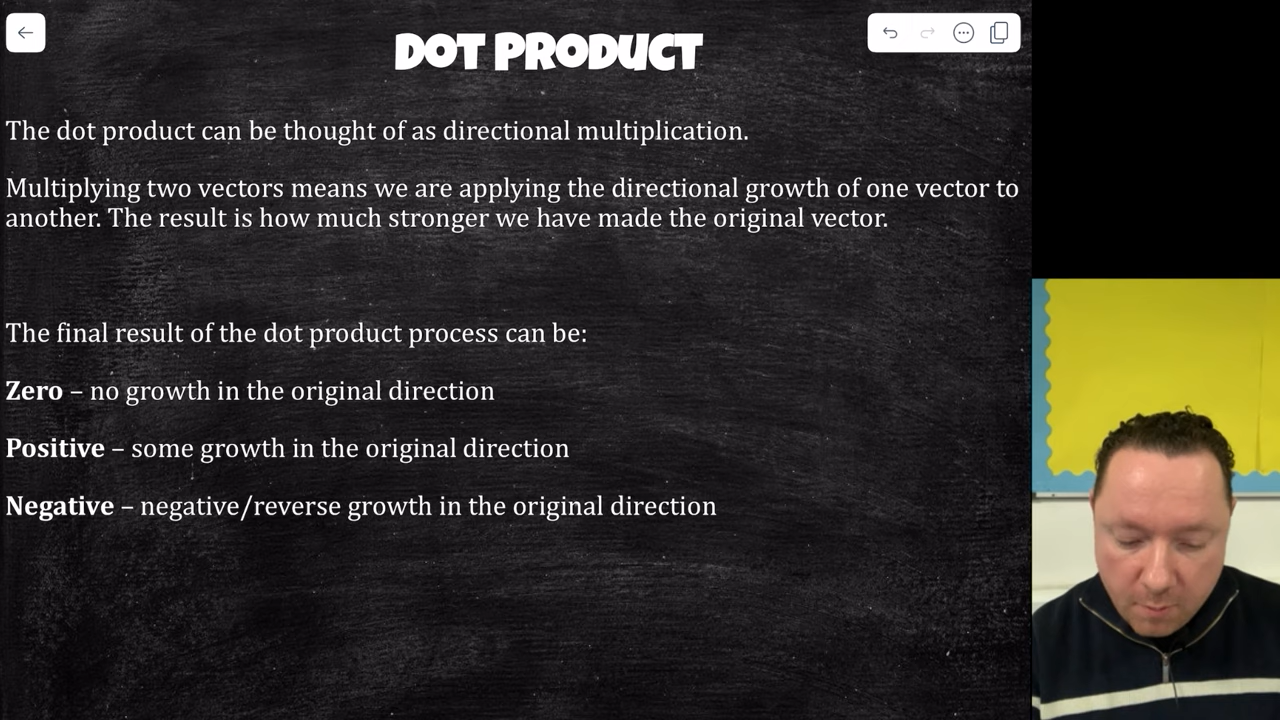 DOT PRODUCT
The dot product can be thought of as directional multiplication.
Multiplying two vectors means we are applying the directional growth of one vector to
another. The result is how much stronger we have made the original vector.
The final result of the dot product process can be:
Zero – no growth in the original direction
Positive – some growth in the original direction
Negative – negative/reverse growth in the original direction